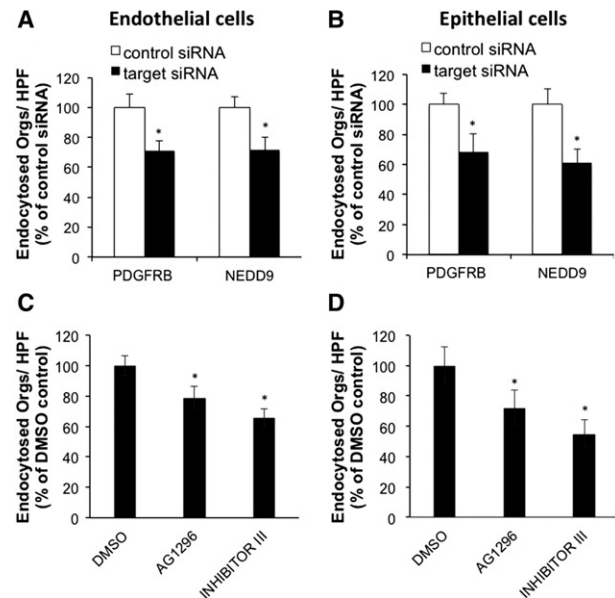 A Endothelial cells
control siRNA
target siRNA
Endocytosed Orgs/ HPF
(% of control siRNA)
120
100
80
60
40
20
0
*
*
PDGFRB NEDD9
B Epithelial cells
control siRNA
target siRNA
Endocytosed Orgs/ HPF
(% of control siRNA)
120
100
80
60
40
20
0
*
*
PDGFRB NEDD9
C
Endocytosed Orgs/ HPF
(% of DMSO control)
120
100
80
60
40
20
0
*
*
DMSO
AG1296
INHIBITOR III
D
Endocytosed Orgs/ HPF
(% of DMSO control)
120
100
80
60
40
20
0
*
*
DMSO
AG1296
INHIBITOR III